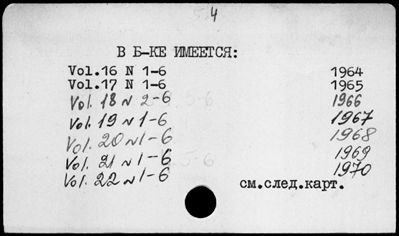 4
В Б-КЕ ИМЕЕТСЯ:
Vol.16 N 1-6 1964
Vol.17 N 1-6 1965
Vol. 18 N 2-6 1966
Vol. 19 N 1-6 1967
Vol. 20 N 1-6 1968
Vol. 21 N 1-6 1969
Vol. 22 N 1-6 1970
см.след.карт.